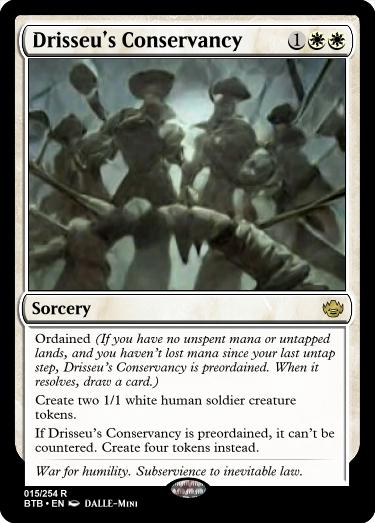 Drisseu's Conservancy 1
Sorcery
Ordained (If you have no unspent mana or untapped
lands, and you haven't lost mana since your last untap
step, Drisseu's Conservancy is preordained. When it
resolves, draw a card.)
Create two 1/1 white human soldier creature
tokens.
If Drisseu's Conservancy is preordained, it can't be
countered. Create four tokens instead.
War for humility. Subservience to inevitable law.
015/254 R
BTB • EN DALLE-Mini